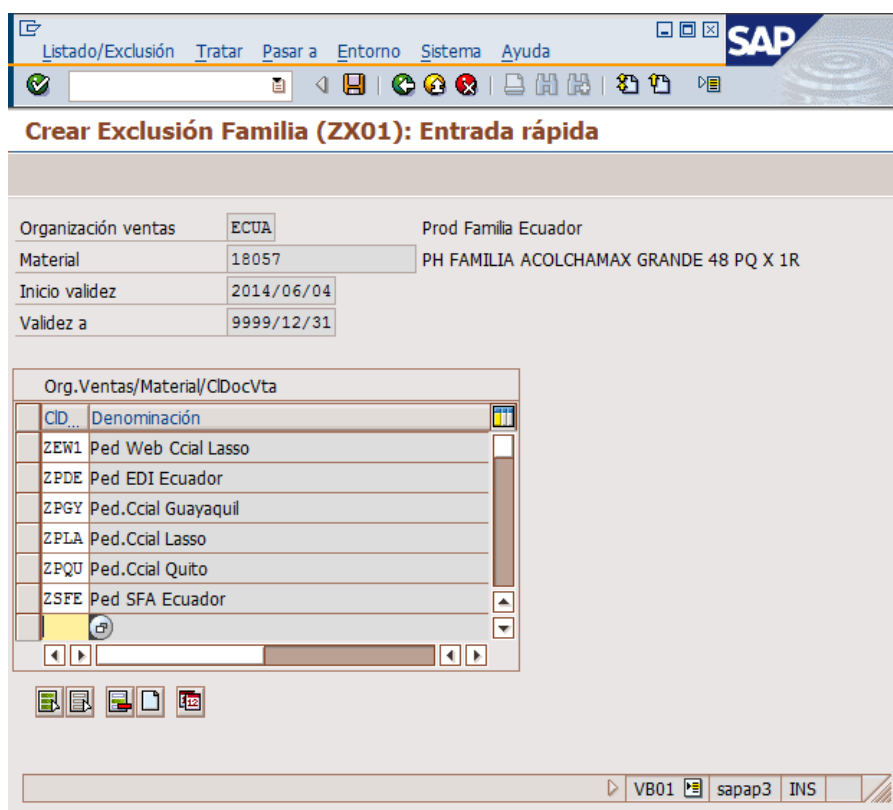 Listado/Exclusión Tratar Pasar a Entorno Sistema Ayuda
SAP
Crear Exclusión Familia (ZX01): Entrada rápida
Organización ventas ECUA Prod Familia Ecuador
Material 18057 PH FAMILIA ACOLCHAMAX GRANDE 48 PQ X 1R
Inicio validez 2014/06/04
Validez a 9999/12/31
Org.Ventas/Material/ClDocVta
ClD... Denominación
ZEW1 Ped Web Ccial Lasso
ZPDE Ped EDI Ecuador
ZPGY Ped.Ccial Guayaquil
ZPLA Ped.Ccial Lasso
ZPQU Ped.Ccial Quito
ZSFE Ped SFA Ecuador
12
VB01 sapap3 INS